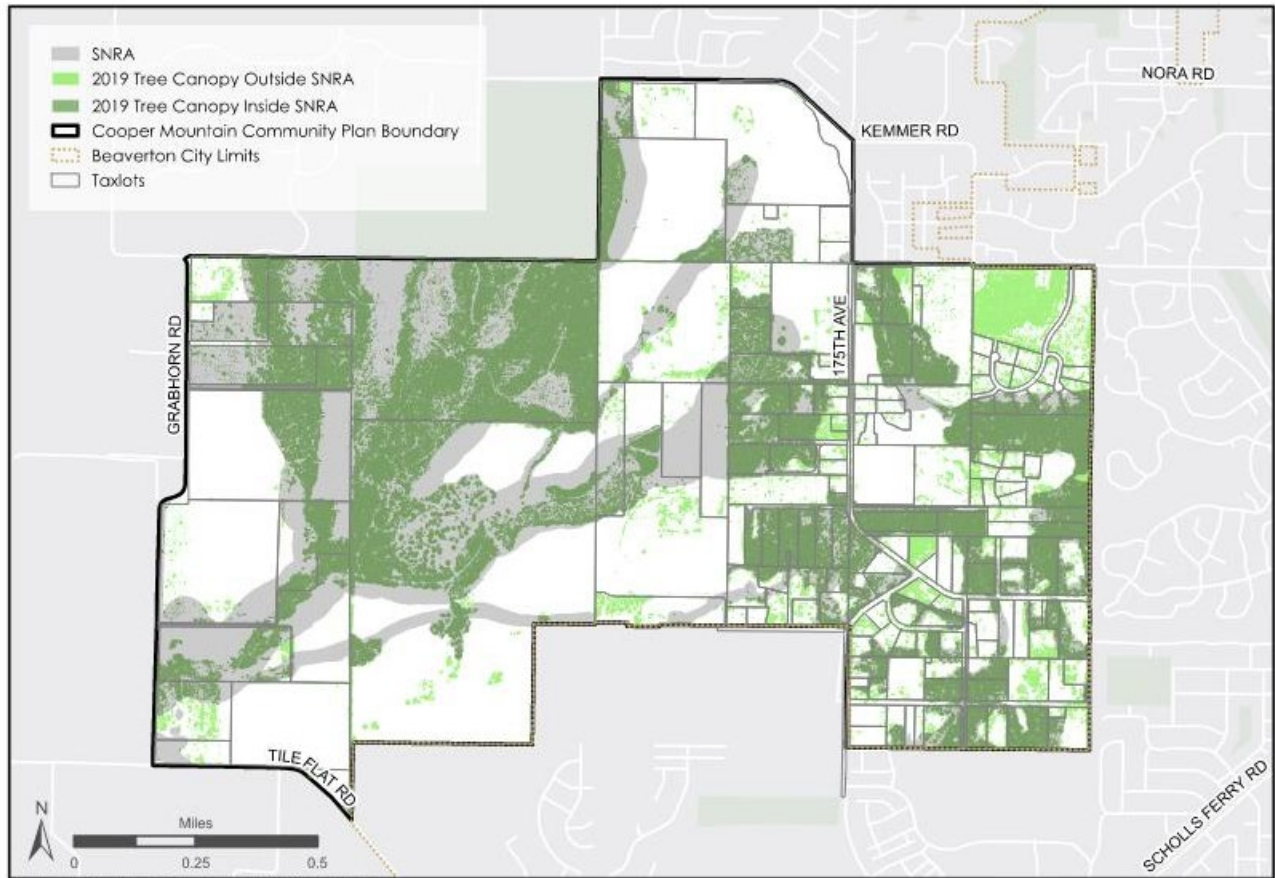 SNRA
2019 Tree Canopy Outside SNRA
2019 Tree Canopy Inside SNRA
Cooper Mountain Community Plan Boundary
Beaverton City Limits
Taxlots
NORA RD
KEMMER RD
GRABHORN RD
175TH AVE
TILE FLAT RD
SCHOLLS FERRY RD
N
Miles
0 0.25 0.5